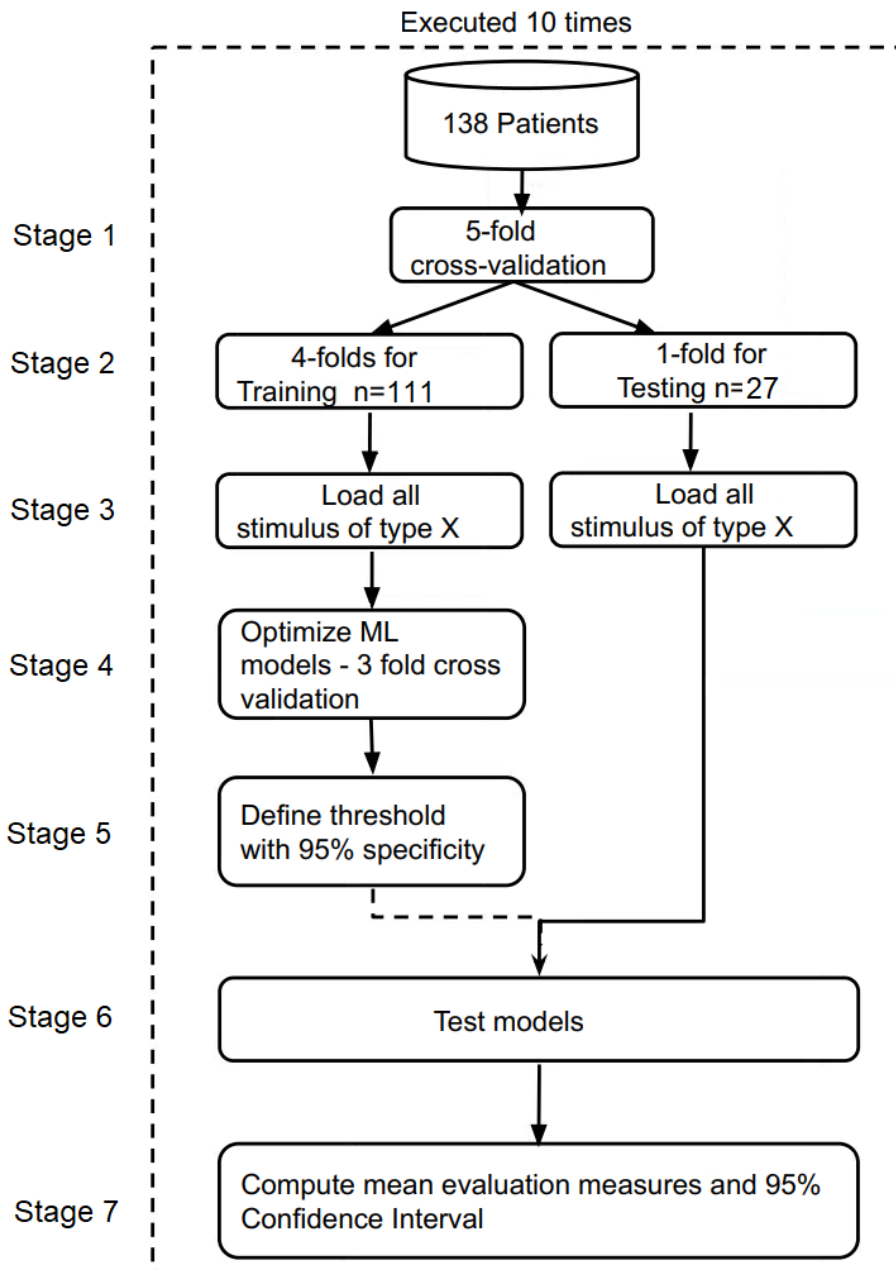 Executed 10 times
138 Patients
Stage 1
5-fold
cross-validation
Stage 2
4-folds for
Training n=111
1-fold for
Testing n=27
Stage 3
Load all
stimulus of type X
Load all
stimulus of type X
Stage 4
Optimize ML
models - 3 fold cross
validation
Stage 5
Define threshold
with 95% specificity
Stage 6
Test models
Stage 7
Compute mean evaluation measures and 95%
Confidence Interval